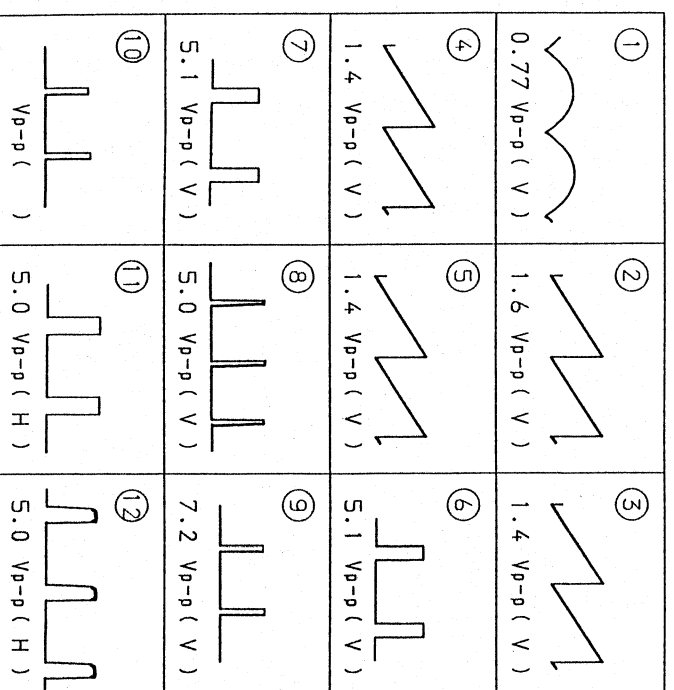 ①
0.77 Vp-p ( V )
②
1.6 Vp-p ( V )
③
1.4 Vp-p ( V )
④
1.4 Vp-p ( V )
⑤
1.4 Vp-p ( V )
⑥
5.1 Vp-p ( V )
⑦
5.1 Vp-p ( V )
⑧
5.0 Vp-p ( V )
⑨
7.2 Vp-p ( V )
⑩
Vp-p ( )
⑪
5.0 Vp-p ( H )
⑫
5.0 Vp-p ( H )